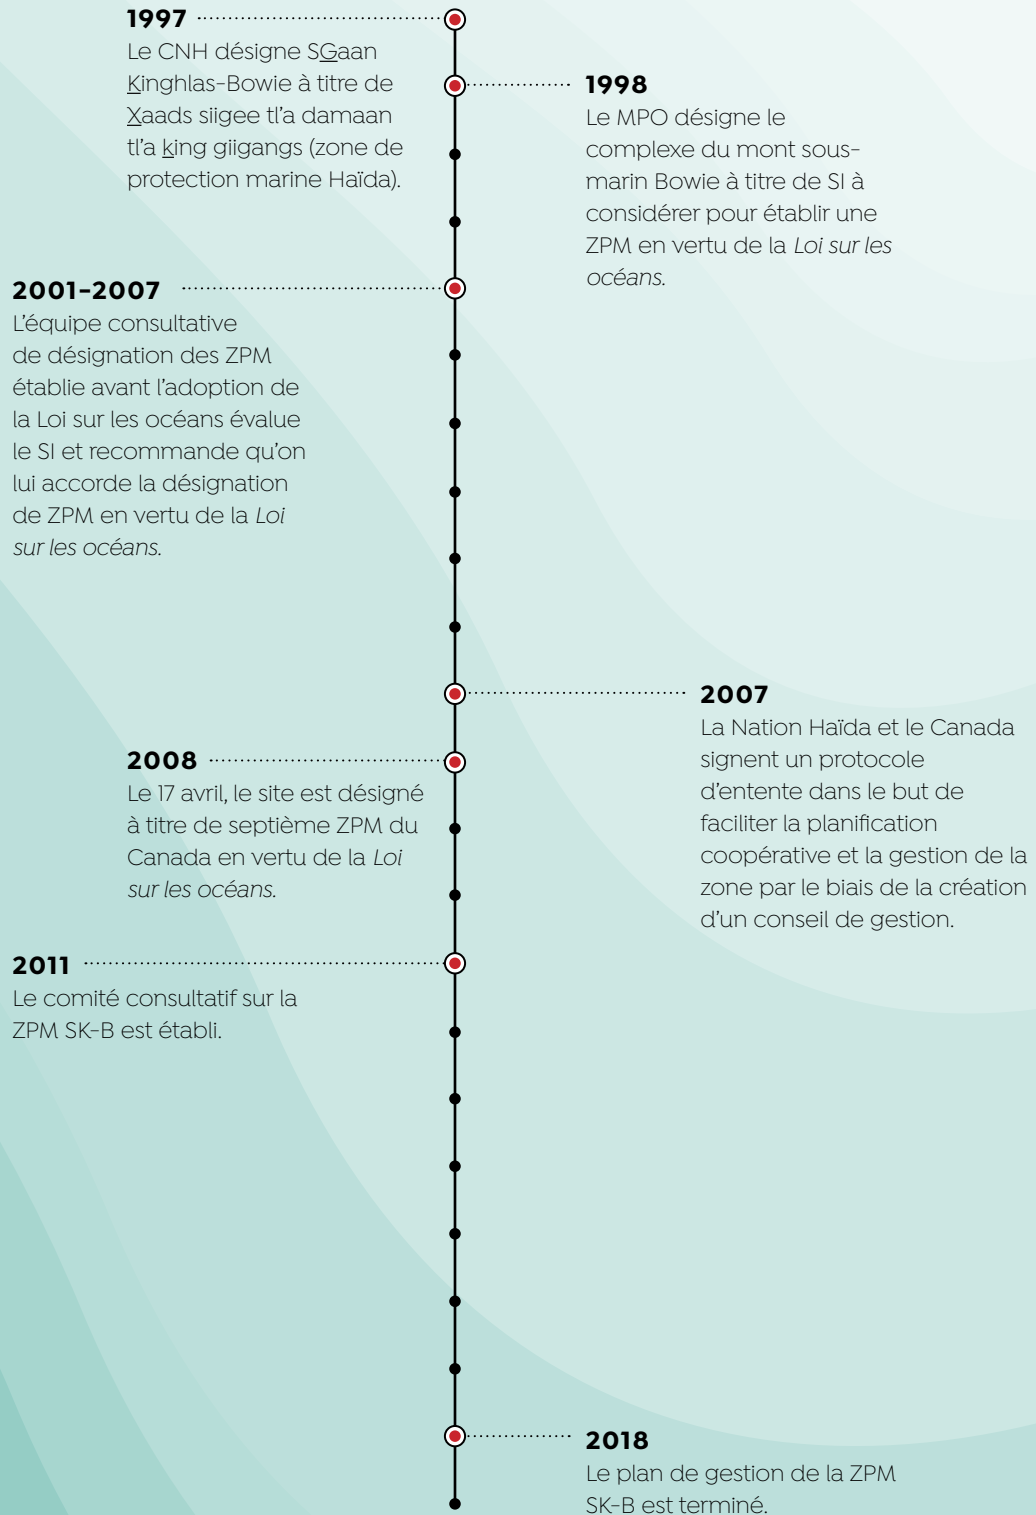 1997
Le CNH désigne SGaan
Kinghlas-Bowie à titre de
Xaads siigee tl'a damaan
tl'a king giigangs (zone de
protection marine Haïda).
1998
Le MPO désigne le
complexe du mont sous-
marin Bowie à titre de SI à
considérer pour établir une
ZPM en vertu de la Loi sur les
océans.
2001-2007
L'équipe consultative
de désignation des ZPM
établie avant l'adoption de
la Loi sur les océans évalue
le SI et recommande qu'on
lui accorde la désignation
de ZPM en vertu de la Loi
sur les océans.
2007
La Nation Haïda et le Canada
signent un protocole
d'entente dans le but de
faciliter la planification
coopérative et la gestion de la
zone par le biais de la création
d'un conseil de gestion.
2008
Le 17 avril, le site est désigné
à titre de septième ZPM du
Canada en vertu de la Loi
sur les océans.
2011
Le comité consultatif sur la
ZPM SK-B est établi.
2018
Le plan de gestion de la ZPM
SK-B est terminé.